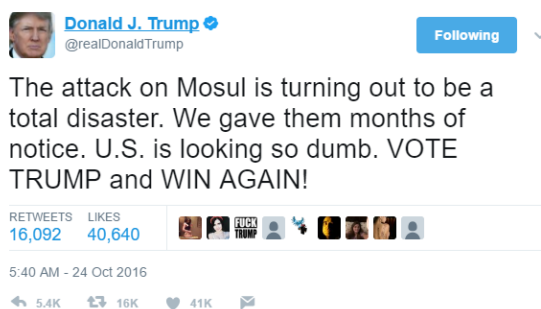 Donald J. Trump
@realDonaldTrump
Following
The attack on Mosul is turning out to be a
total disaster. We gave them months of
notice. U.S. is looking so dumb. VOTE
TRUMP and WIN AGAIN!
RETWEETS LIKES
16,092 40,640
FUCK
TRUMP
5:40 AM - 24 Oct 2016
5.4K 16K 41K